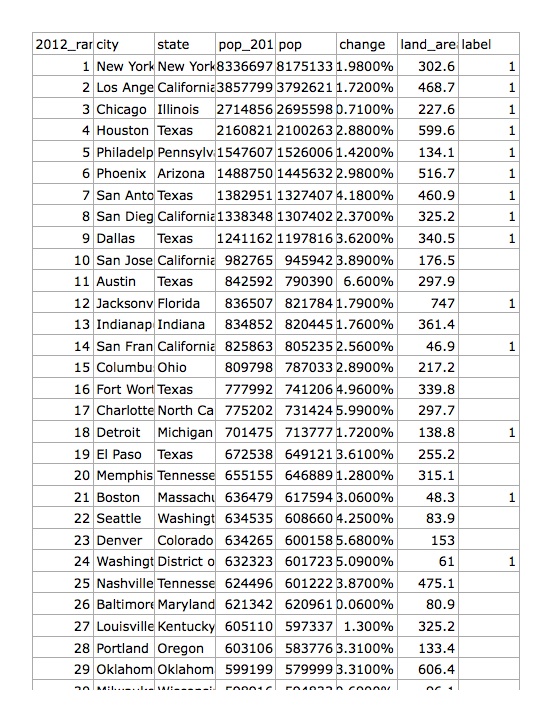 2012_ran city state pop_201 pop change land_area label
1 New York New York 8336697 8175133 1.9800% 302.6 1
2 Los Ange California 3857799 3792621 1.7200% 468.7 1
3 Chicago Illinois 2714856 2695598 0.7100% 227.6 1
4 Houston Texas 2160821 2100263 2.8800% 599.6 1
5 Philadelp Pennsylv 1547607 1526006 1.4200% 134.1 1
6 Phoenix Arizona 1488750 1445632 2.9800% 516.7 1
7 San Anto Texas 1382951 1327407 4.1800% 460.9 1
8 San Dieg California 1338348 1307402 2.3700% 325.2 1
9 Dallas Texas 1241162 1197816 3.6200% 340.5 1
10 San Jose California 982765 945942 3.8900% 176.5
11 Austin Texas 842592 790390 6.600% 297.9
12 Jacksonv Florida 836507 821784 1.7900% 747 1
13 Indianap Indiana 834852 820445 1.7600% 361.4
14 San Fran California 825863 805235 2.5600% 46.9 1
15 Columbu Ohio 809798 787033 2.8900% 217.2
16 Fort Wort Texas 777992 741206 4.9600% 339.8
17 Charlotte North Ca 775202 731424 5.9900% 297.7
18 Detroit Michigan 701475 713777 1.7200% 138.8 1
19 El Paso Texas 672538 649121 3.6100% 255.2
20 Memphis Tennesse 655155 646889 1.2800% 315.1
21 Boston Massachu 636479 617594 3.0600% 48.3 1
22 Seattle Washingt 634535 608660 4.2500% 83.9
23 Denver Colorado 634265 600158 5.6800% 153
24 Washingt District o 632323 601723 5.0900% 61 1
25 Nashville Tennesse 624496 601222 3.8700% 475.1
26 Baltimore Maryland 621342 620961 0.0600% 80.9
27 Louisville Kentucky 605110 597337 1.300% 325.2
28 Portland Oregon 603106 583776 3.3100% 133.4
29 Oklahom Oklahom 599199 579999 3.3100% 606.4